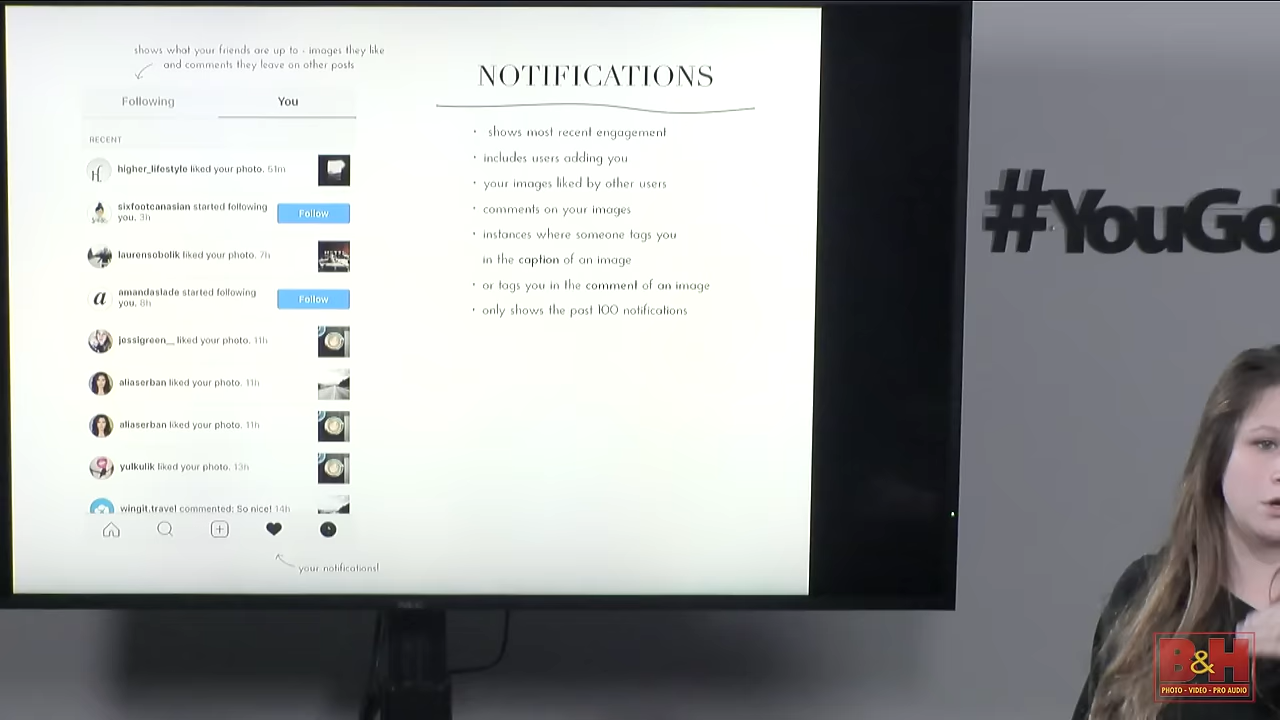 shows what your friends are up to - images they like
and comments they leave on other posts
Following
You
RECENT
higher_lifestyle liked your photo. 51m
sixfootcanasian started following
you. 3h
Follow
laurensobolik liked your photo. 7h
amandaslade started following
you. 8h
Follow
jessigreen__ liked your photo. 11h
aliaserban liked your photo. 11h
aliaserban liked your photo. 11h
yulkulik liked your photo. 13h
wingit.travel commented: So nice! 14h
your notifications!
NOTIFICATIONS
• shows most recent engagement
• includes users adding you
• your images liked by other users
• comments on your images
• instances where someone tags you
in the caption of an image
• or tags you in the comment of an image
• only shows the past 100 notifications
NEC
#YouGo
B&H
PHOTO - VIDEO - PRO AUDIO